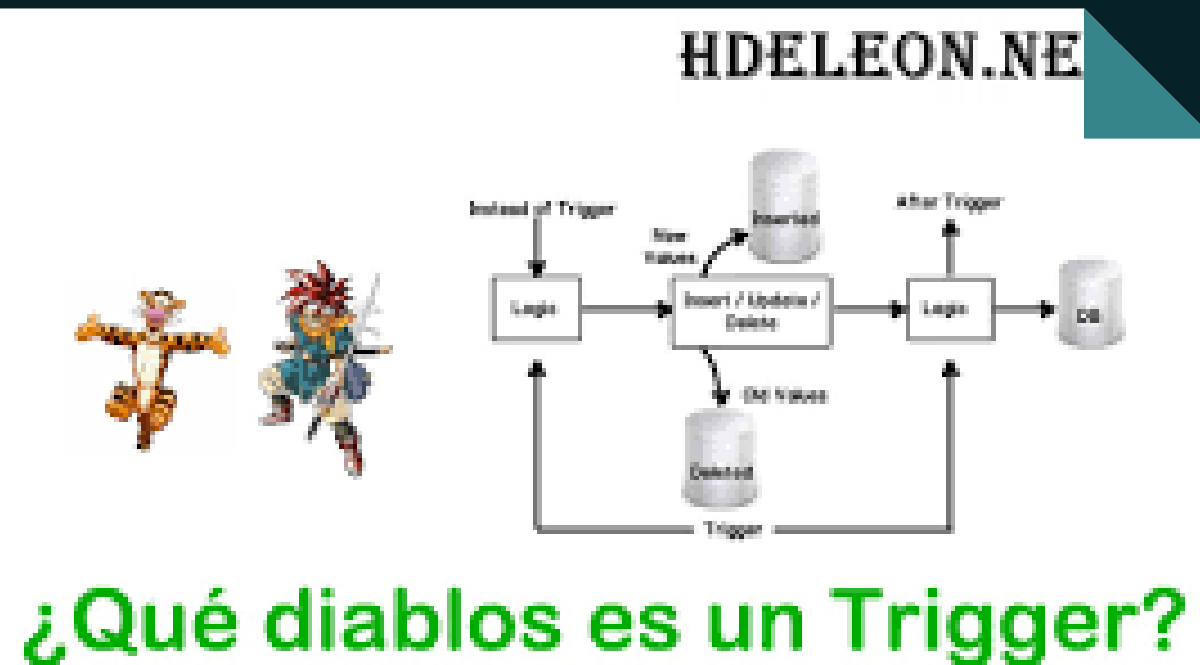 HDELEON.NE
Instead of Trigger
After Trigger
Inserted
New
Values
Logic
Insert / Update /
Delete
Logic
DB
Old Values
Deleted
Trigger
¿Qué diablos es un Trigger?